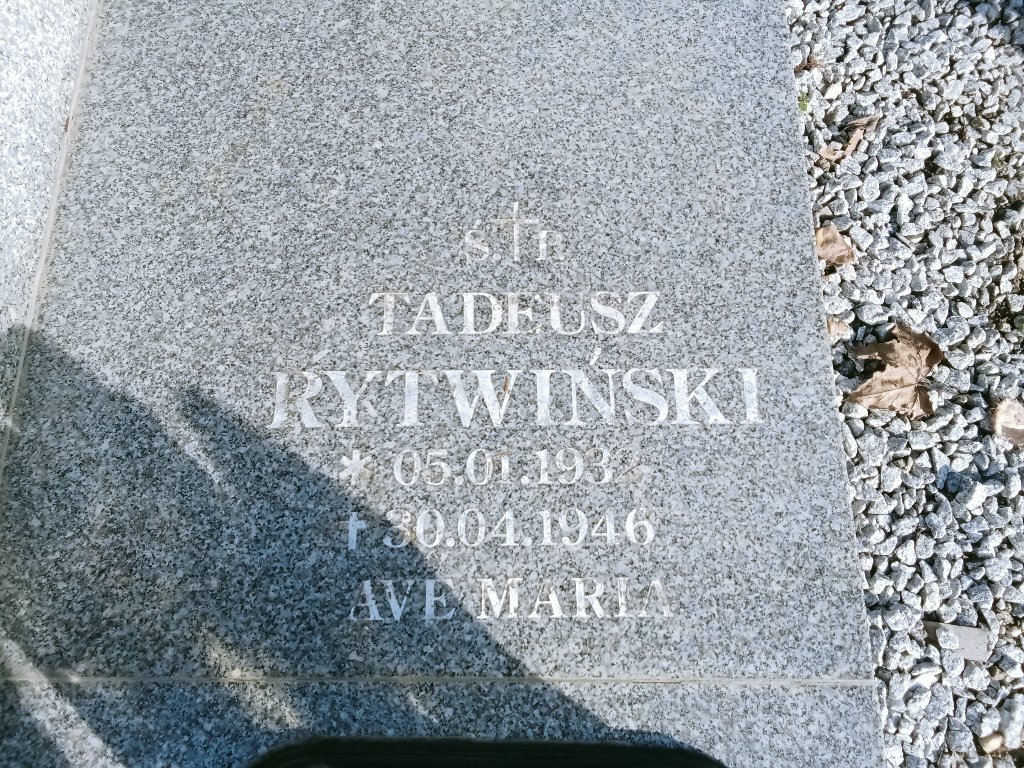 Ś.†P.
TADEUSZ
RYTWIŃSKI
* 05.01.1932
† 30.04.1946
AVE MARIA